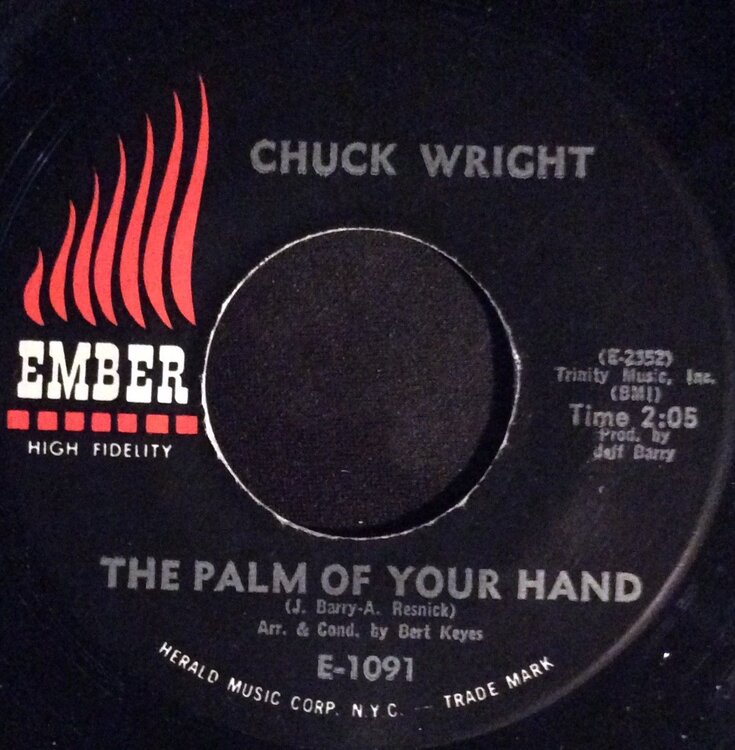 CHUCK WRIGHT
EMBER
HIGH FIDELITY
(E-2352)
Trinity Music, Inc.
(BMI)
Time 2:05
Prod. by
Jeff Barry
THE PALM OF YOUR HAND
(J. Barry-A. Resnick)
Arr. & Cond. by Bert Keyes
E-1091
HERALD MUSIC CORP. N.Y.C. — TRADE MARK